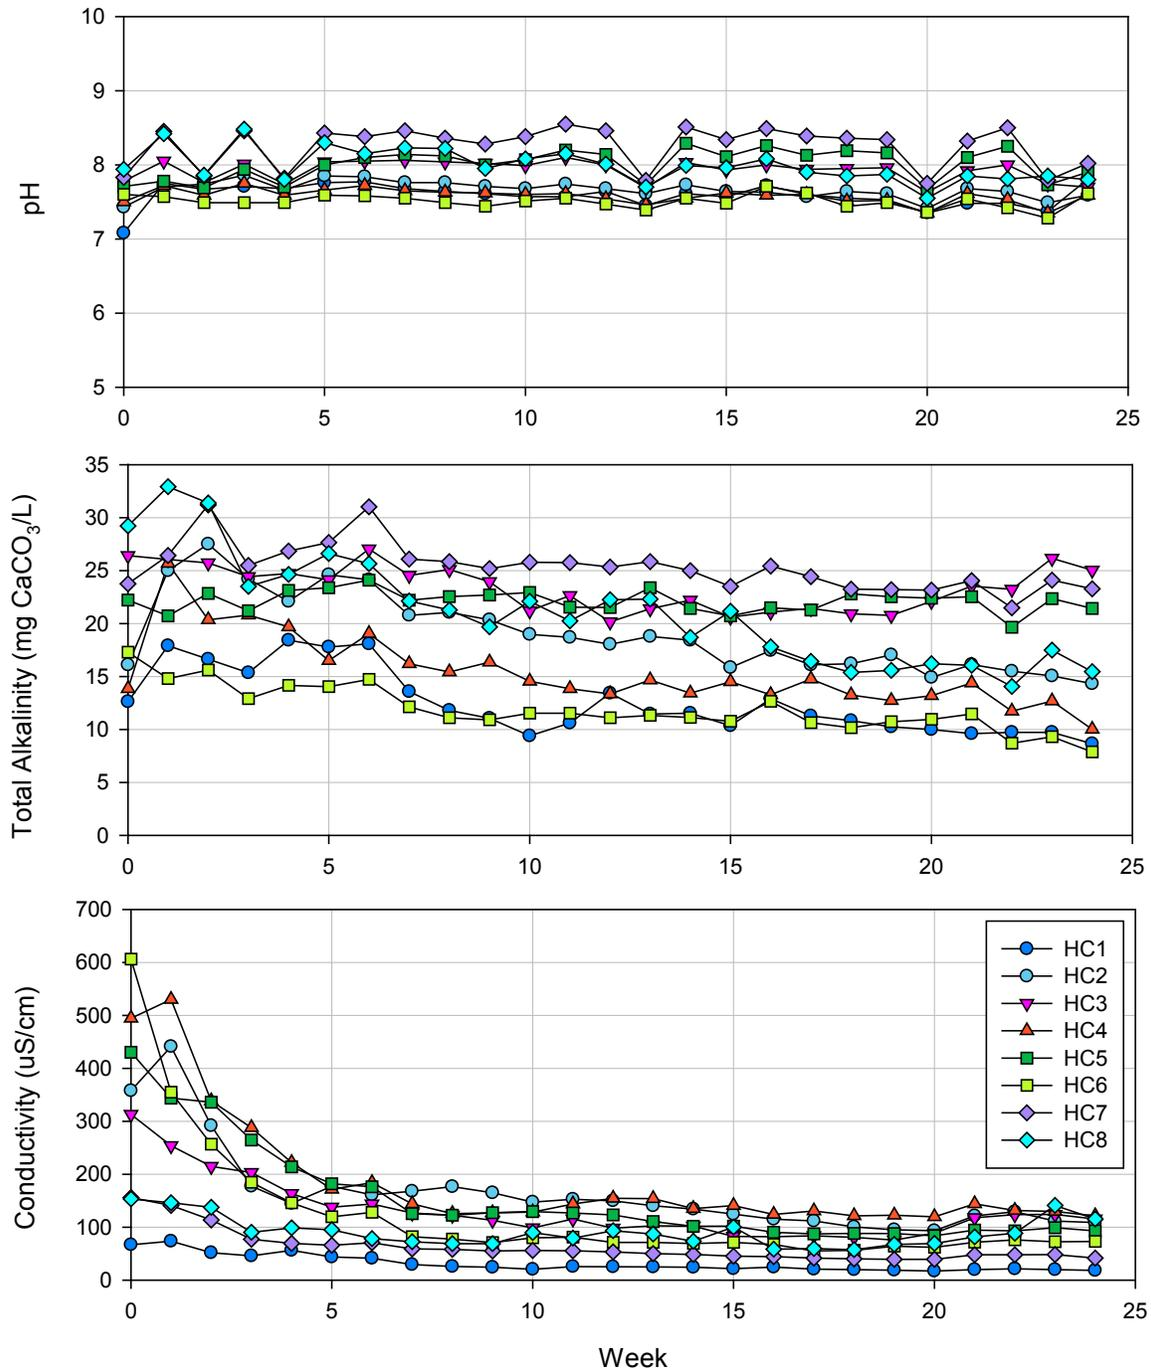 10
9
8
7
6
5
pH
0 5 10 15 20 25
35
30
25
20
15
10
5
0
Total Alkalinity (mg CaCO₃/L)
0 5 10 15 20 25
700
600
500
400
300
200
100
0
Conductivity (uS/cm)
HC1
HC2
HC3
HC4
HC5
HC6
HC7
HC8
0 5 10 15 20 25
Week